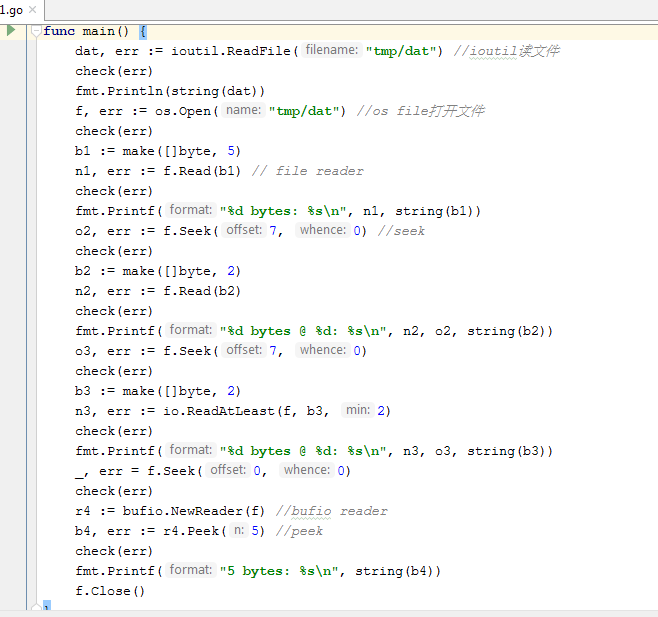 1.go ×
func main() {
dat, err := ioutil.ReadFile( filename: "tmp/dat") //ioutil读文件
check(err)
fmt.Println(string(dat))
f, err := os.Open( name: "tmp/dat") //os file打开文件
check(err)
b1 := make([]byte, 5)
n1, err := f.Read(b1) // file reader
check(err)
fmt.Printf( format: "%d bytes: %s\n", n1, string(b1))
o2, err := f.Seek( offset: 7, whence: 0) //seek
check(err)
b2 := make([]byte, 2)
n2, err := f.Read(b2)
check(err)
fmt.Printf( format: "%d bytes @ %d: %s\n", n2, o2, string(b2))
o3, err := f.Seek( offset: 7, whence: 0)
check(err)
b3 := make([]byte, 2)
n3, err := io.ReadAtLeast(f, b3, min: 2)
check(err)
fmt.Printf( format: "%d bytes @ %d: %s\n", n3, o3, string(b3))
_, err = f.Seek( offset: 0, whence: 0)
check(err)
r4 := bufio.NewReader(f) //bufio reader
b4, err := r4.Peek( n: 5) //peek
check(err)
fmt.Printf( format: "5 bytes: %s\n", string(b4))
f.Close()
}